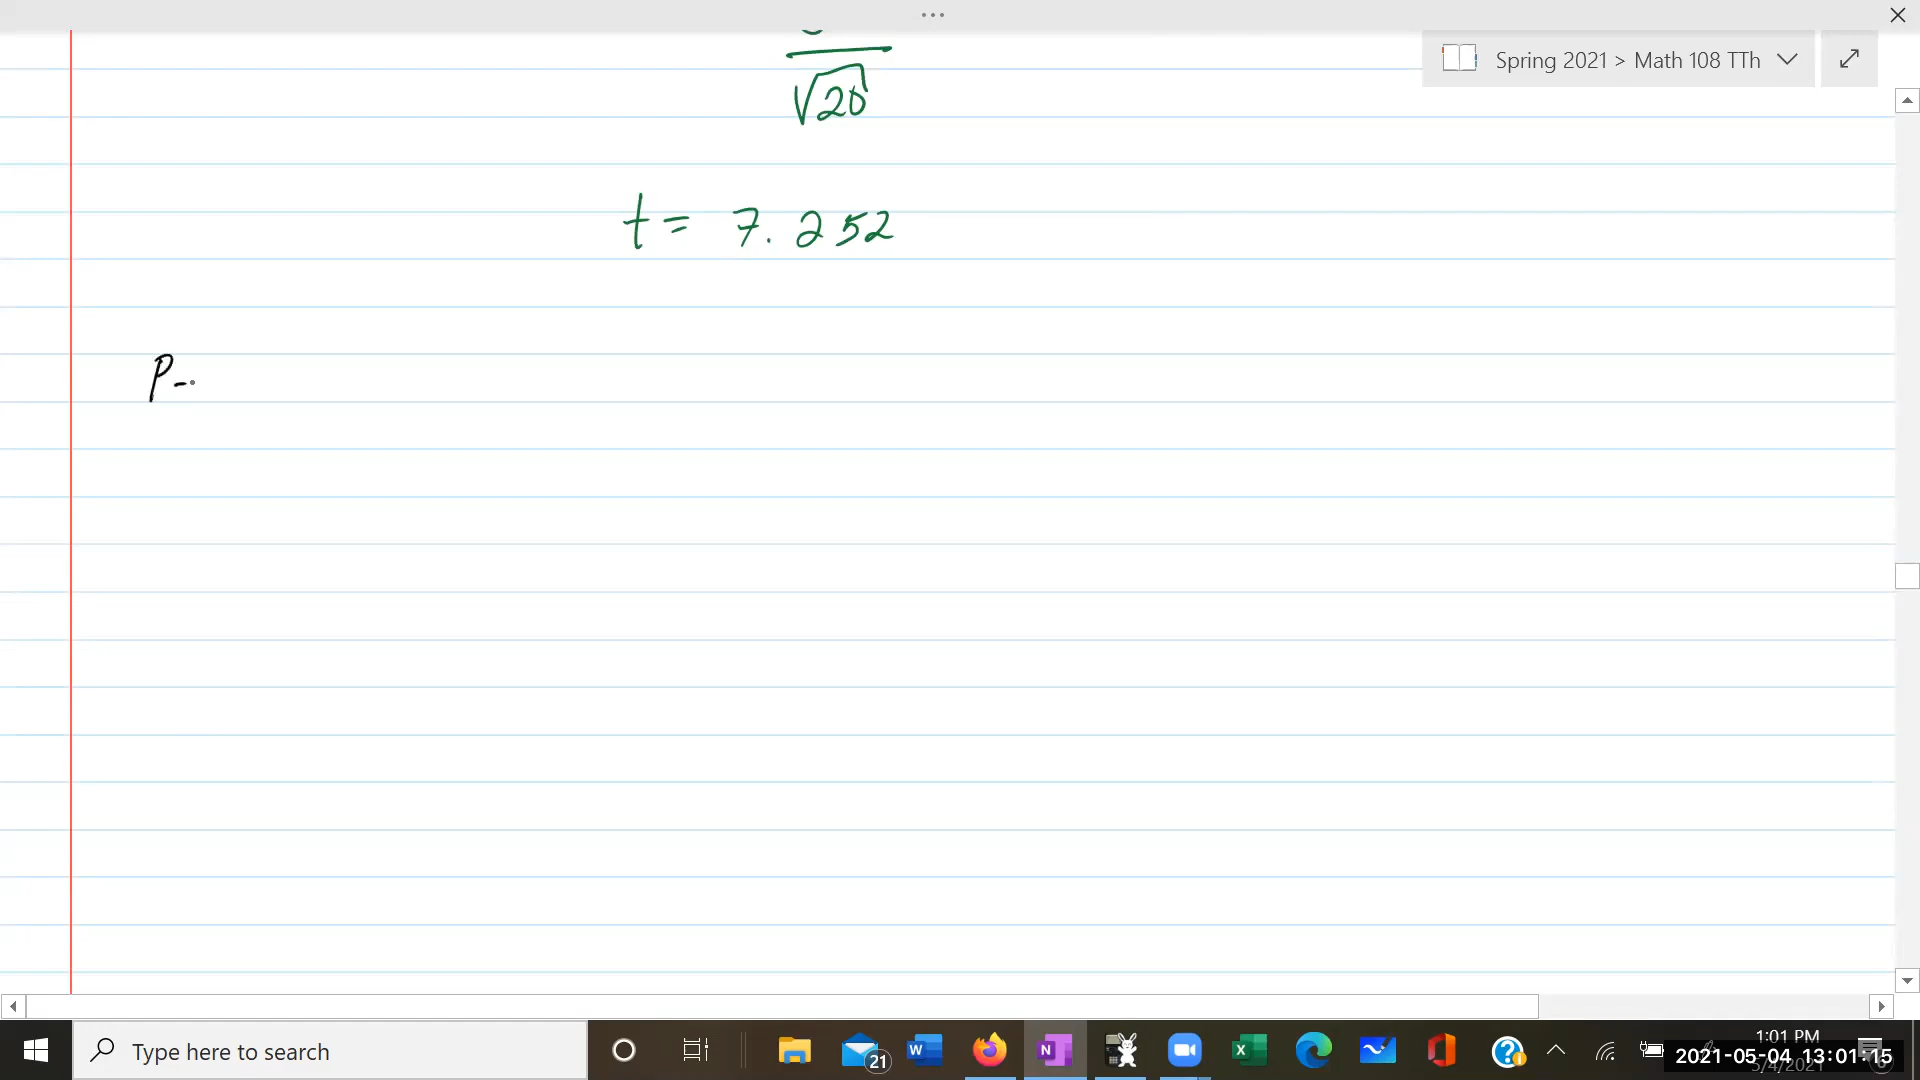 Spring 2021 > Math 108 TTh
√20
t = 7.252
P-
Type here to search
21
1:01 PM
2021-05-04 13:01:15